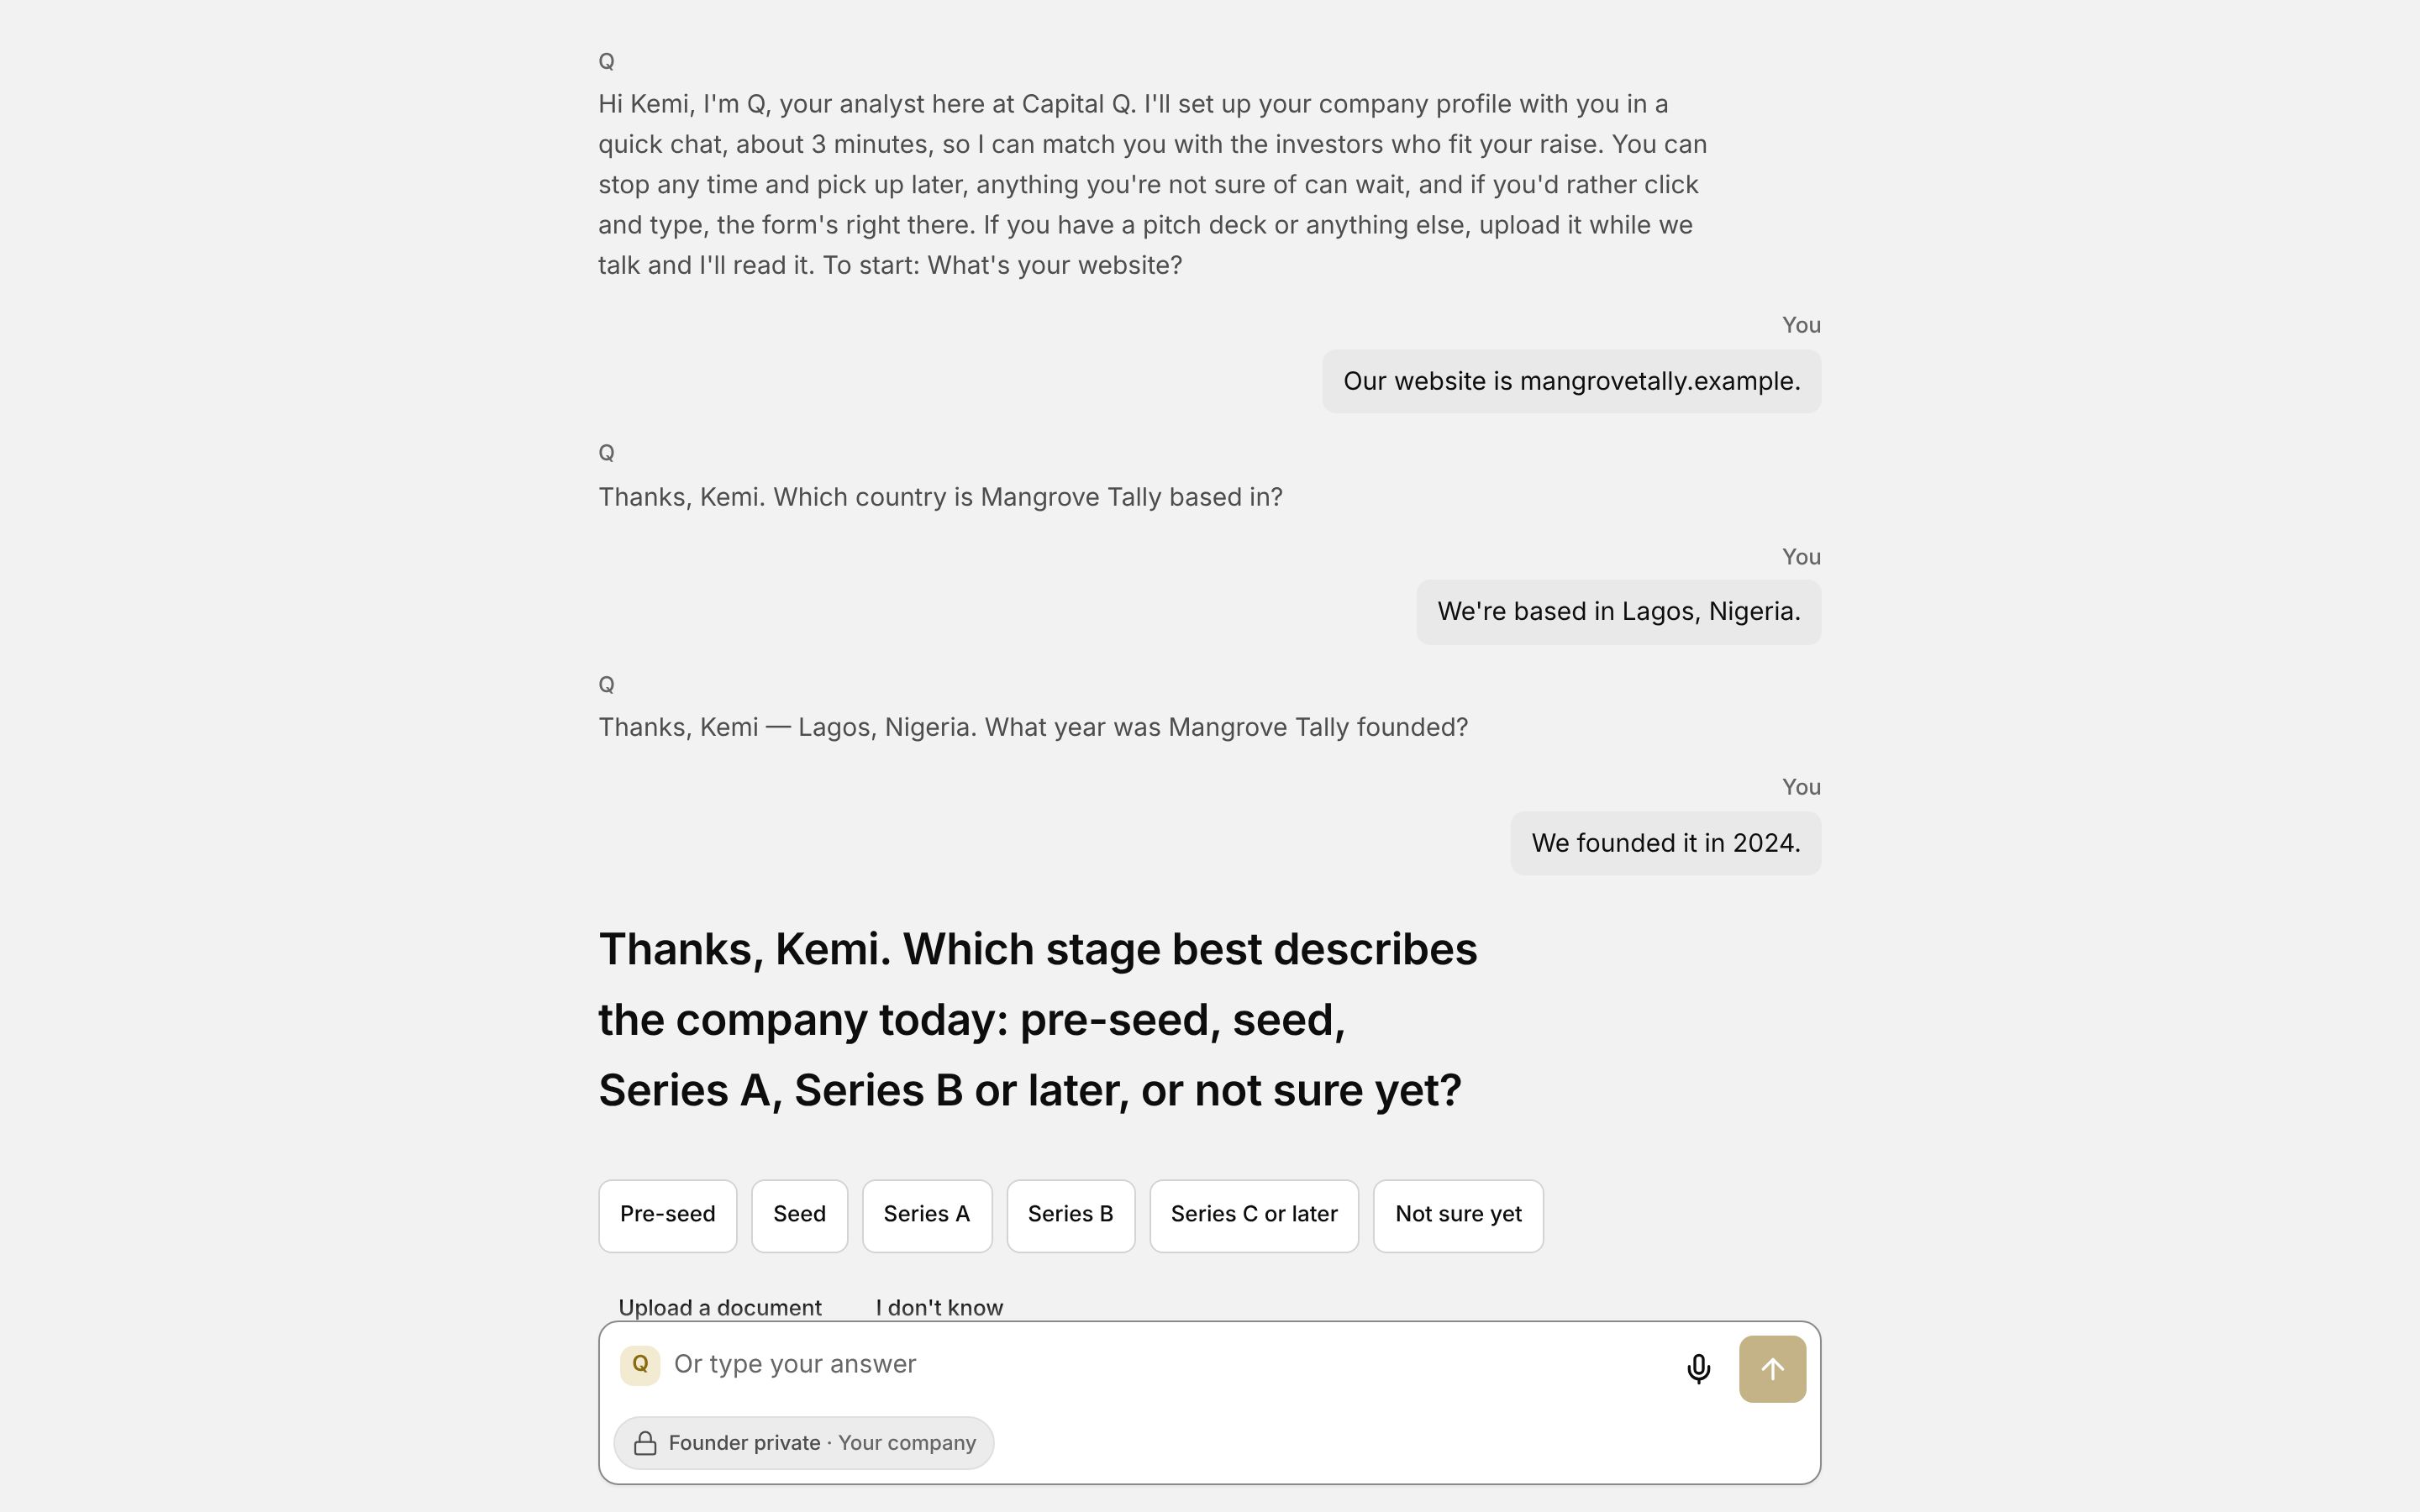 Q
Hi Kemi, I'm Q, your analyst here at Capital Q. I'll set up your company profile with you in a
quick chat, about 3 minutes, so I can match you with the investors who fit your raise. You can
stop any time and pick up later, anything you're not sure of can wait, and if you'd rather click
and type, the form's right there. If you have a pitch deck or anything else, upload it while we
talk and I'll read it. To start: What's your website?
You
Our website is mangrovetally.example.
Q
Thanks, Kemi. Which country is Mangrove Tally based in?
You
We're based in Lagos, Nigeria.
Q
Thanks, Kemi — Lagos, Nigeria. What year was Mangrove Tally founded?
You
We founded it in 2024.
Thanks, Kemi. Which stage best describes
the company today: pre-seed, seed,
Series A, Series B or later, or not sure yet?
Pre-seed Seed Series A Series B Series C or later Not sure yet
Upload a document I don't know
Q Or type your answer
Founder private · Your company